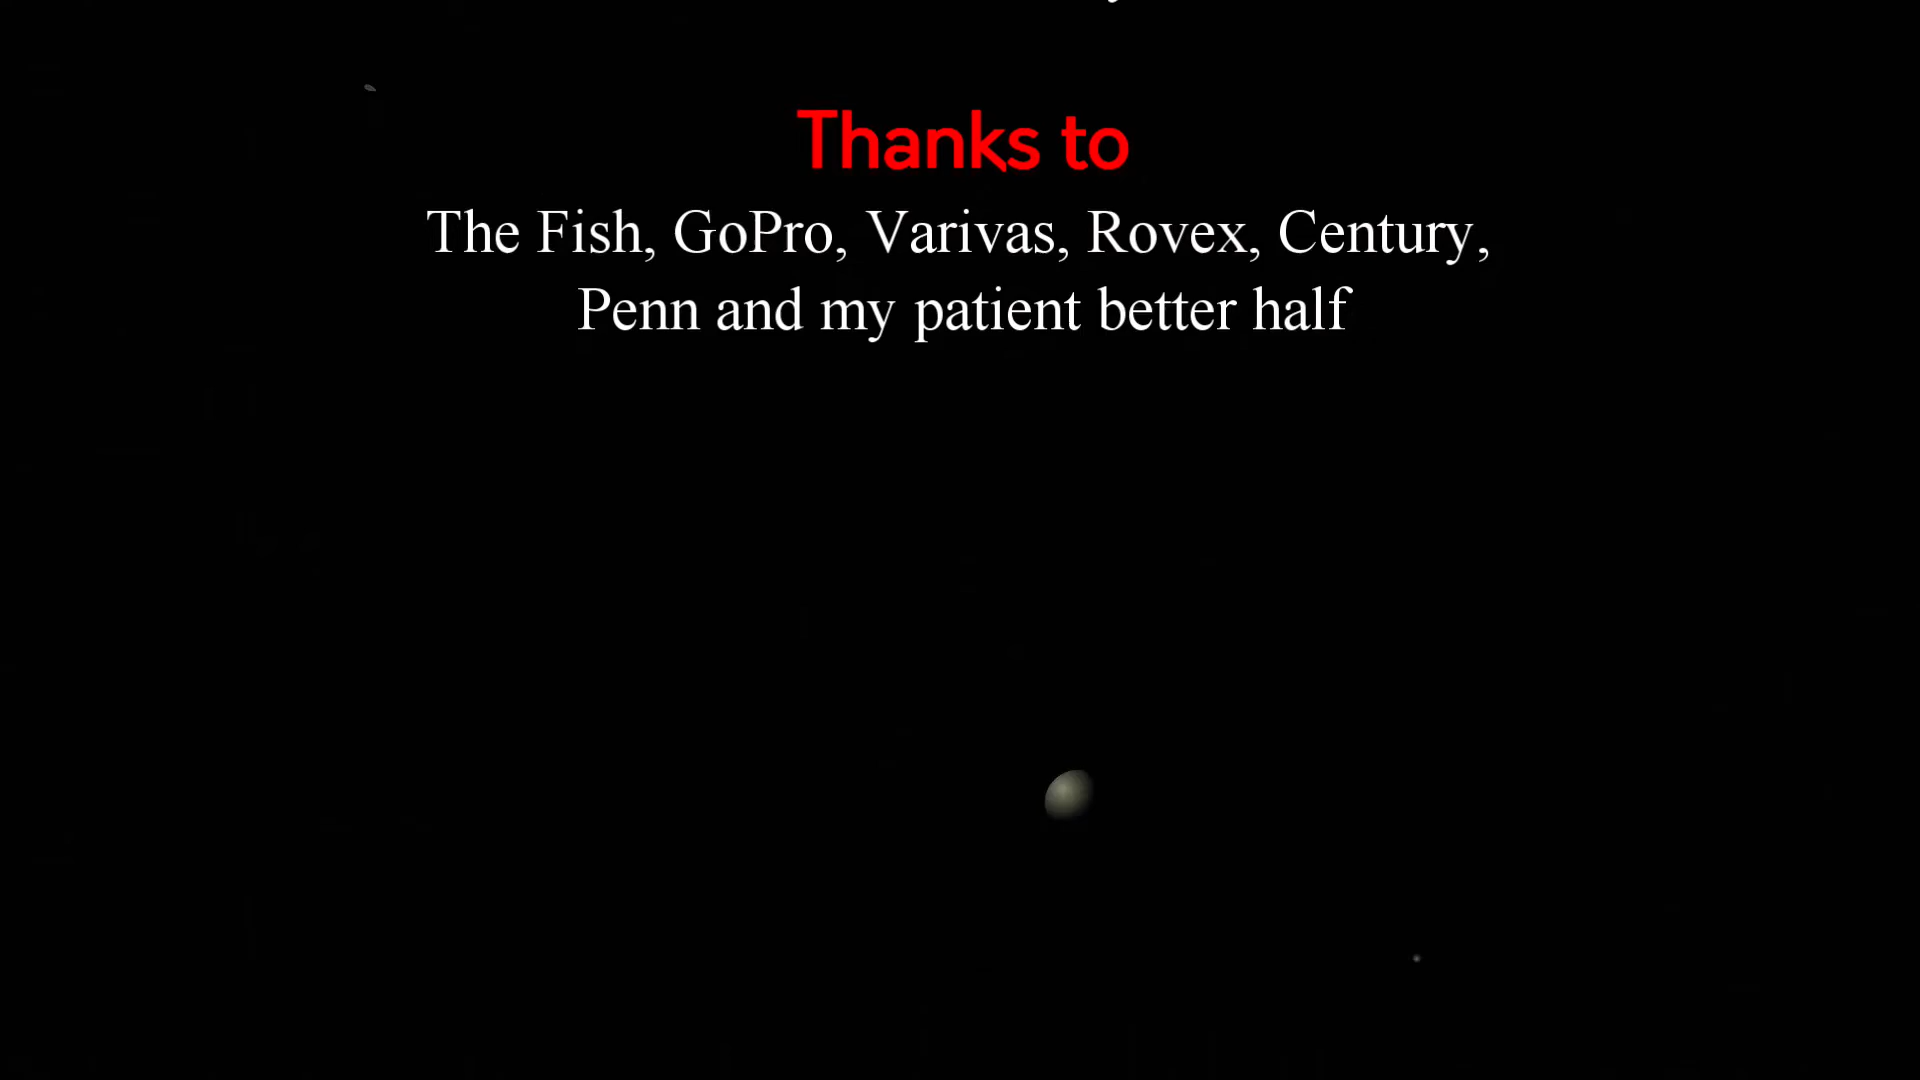 Thanks to
The Fish, GoPro, Varivas, Rovex, Century,
Penn and my patient better half